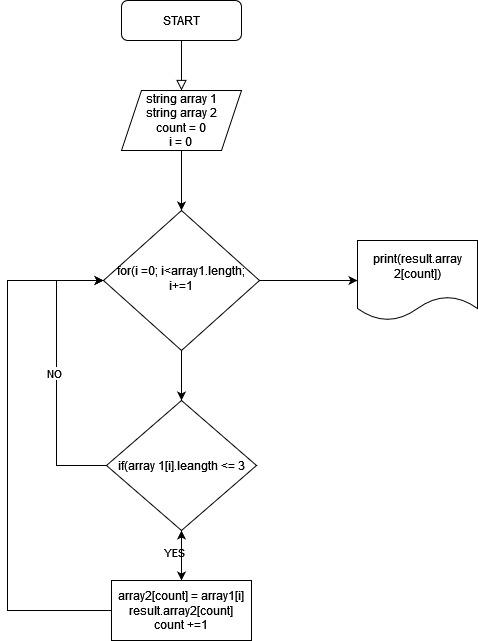 START
string array 1
string array 2
count = 0
i = 0
for(i =0; i<array1.length;
i+=1
print(result.array
2[count])
NO
if(array 1[i].leangth <= 3
YES
array2[count] = array1[i]
result.array2[count]
count +=1